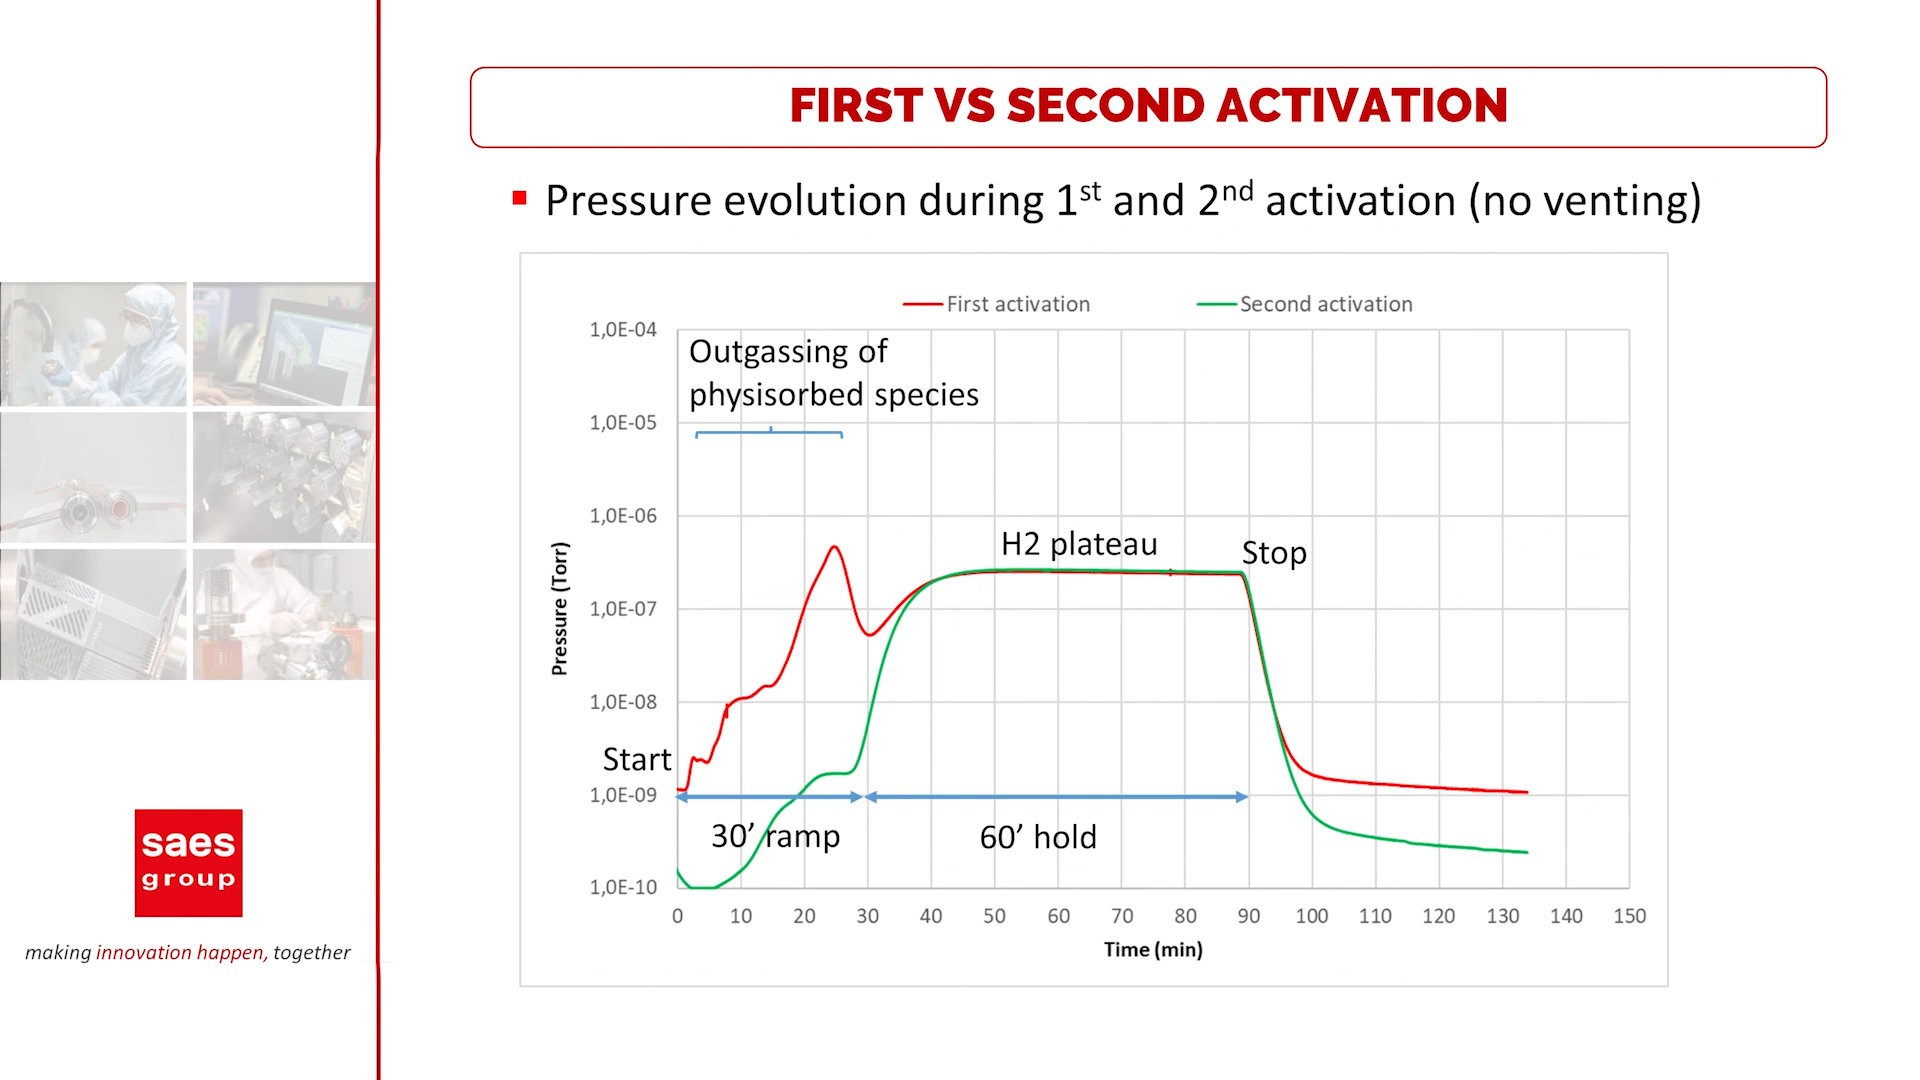 FIRST VS SECOND ACTIVATION
▪ Pressure evolution during 1st and 2nd activation (no venting)
First activation
Second activation
1,0E-04
1,0E-05
1,0E-06
1,0E-07
1,0E-08
1,0E-09
1,0E-10
Pressure (Torr)
Outgassing of
physisorbed species
H2 plateau
Stop
Start
30’ ramp
60’ hold
0 10 20 30 40 50 60 70 80 90 100 110 120 130 140 150
Time (min)
saes
group
making innovation happen, together